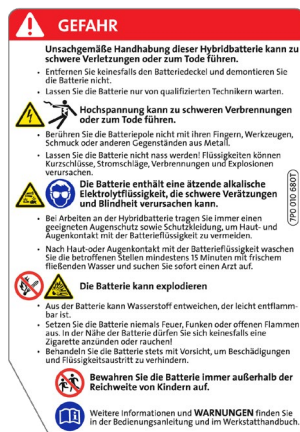 GEFAHR
Unsachgemäße Handhabung dieser Hybridbatterie kann zu
schwere Verletzungen oder zum Tode führen.
· Entfernen Sie keinesfalls den Batteriedeckel und demontieren Sie
die Batterie nicht.
· Lassen Sie die Batterie nur von qualifizierten Technikern warten.
Hochspannung kann zu schweren Verbrennungen
oder zum Tode führen.
· Berühren Sie die Batteriepole nicht mit ihren Fingern, Werkzeugen,
Schmuck oder anderen Gegenständen aus Metall.
· Lassen Sie die Batterie nicht nass werden! Flüssigkeiten können
Kurzschlüsse, Stromschläge, Verbrennungen und Explosionen
verursachen.
Die Batterie enthält eine ätzende alkalische
Elektrolytflüssigkeit, die schwere Verätzungen
und Blindheit verursachen kann.
· Bei Arbeiten an der Hybridbatterie tragen Sie immer einen
geeigneten Augenschutz sowie Schutzkleidung, um Haut- und
Augenkontakt mit der Batterieflüssigkeit zu vermeiden.
· Nach Haut-oder Augenkontakt mit der Batterieflüssigkeit waschen
Sie die betroffenen Stellen mindestens 15 Minuten mit frischem
fließenden Wasser und suchen Sie sofort einen Arzt auf.
7P0 010 680T
Die Batterie kann explodieren
· Aus der Batterie kann Wasserstoff entweichen, der leicht entflamm-
bar ist.
· Setzen Sie die Batterie niemals Feuer, Funken oder offenen Flammen
aus. In der Nähe der Batterie dürfen Sie sich keinesfalls eine
Zigarette anzünden oder rauchen!
· Behandeln Sie die Batterie stets mit Vorsicht, um Beschädigungen
und Flüssigkeitsaustritt zu verhindern.
Bewahren Sie die Batterie immer außerhalb der
Reichweite von Kindern auf.
Weitere Informationen und WARNUNGEN finden Sie
in der Bedienungsanleitung und im Werkstatthandbuch.